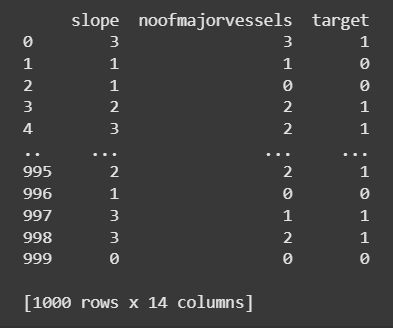 slope noofmajorvessels target
0 3 3 1
1 1 1 0
2 1 0 0
3 2 2 1
4 3 2 1
.. ... ... ...
995 2 2 1
996 1 0 0
997 3 1 1
998 3 2 1
999 0 0 0
[1000 rows x 14 columns]